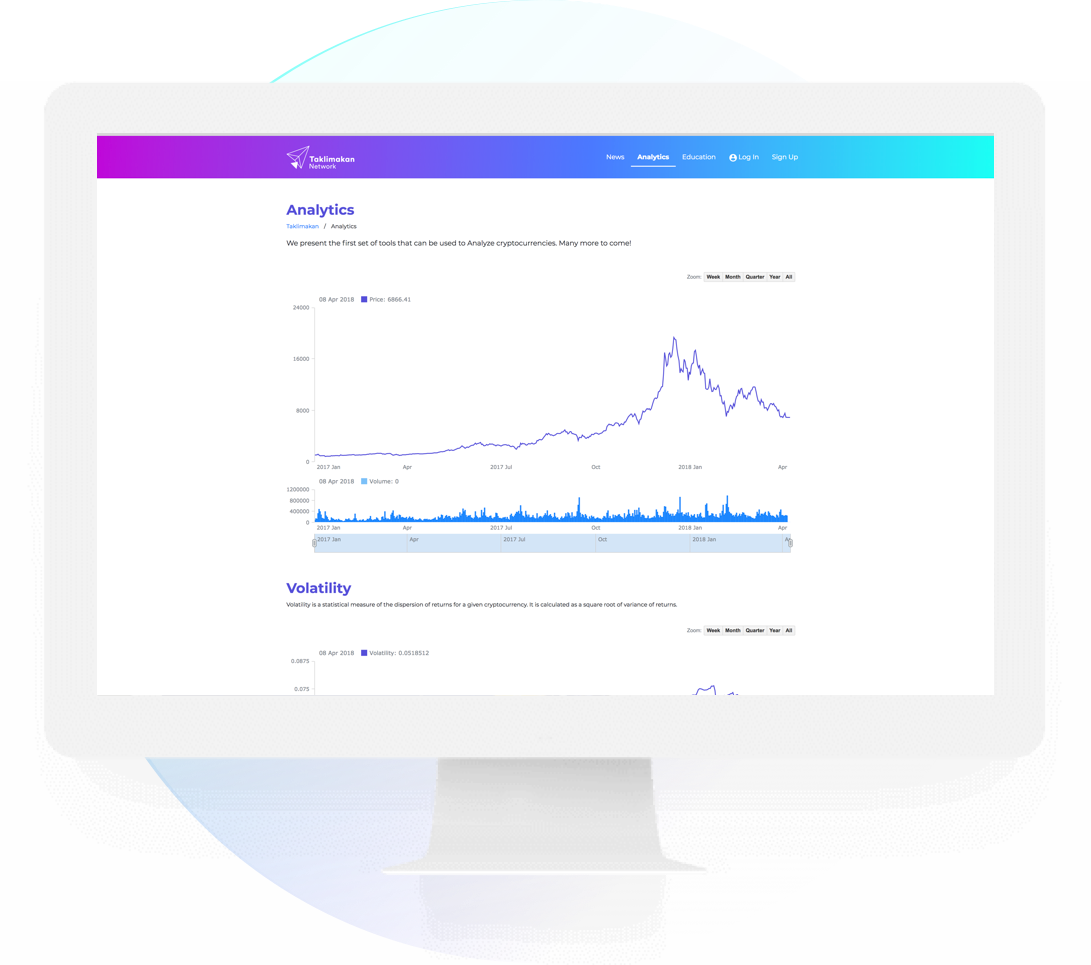 Taklimakan
Network
News Analytics Education Log In Sign Up
Analytics
Taklimakan / Analytics
We present the first set of tools that can be used to Analyze cryptocurrencies. Many more to come!
Zoom: Week Month Quarter Year All
08 Apr 2018 Price: 6866.41
24000
16000
8000
0
2017 Jan Apr 2017 Jul Oct 2018 Jan Apr
08 Apr 2018 Volume: 0
1200000
800000
400000
0
2017 Jan Apr 2017 Jul Oct 2018 Jan Apr
2017 Jan Apr 2017 Jul Oct 2018 Jan
Volatility
Volatility is a statistical measure of the dispersion of returns for a given cryptocurrency. It is calculated as a square root of variance of returns.
Zoom: Week Month Quarter Year All
08 Apr 2018 Volatility: 0.0518512
0.0875
0.075